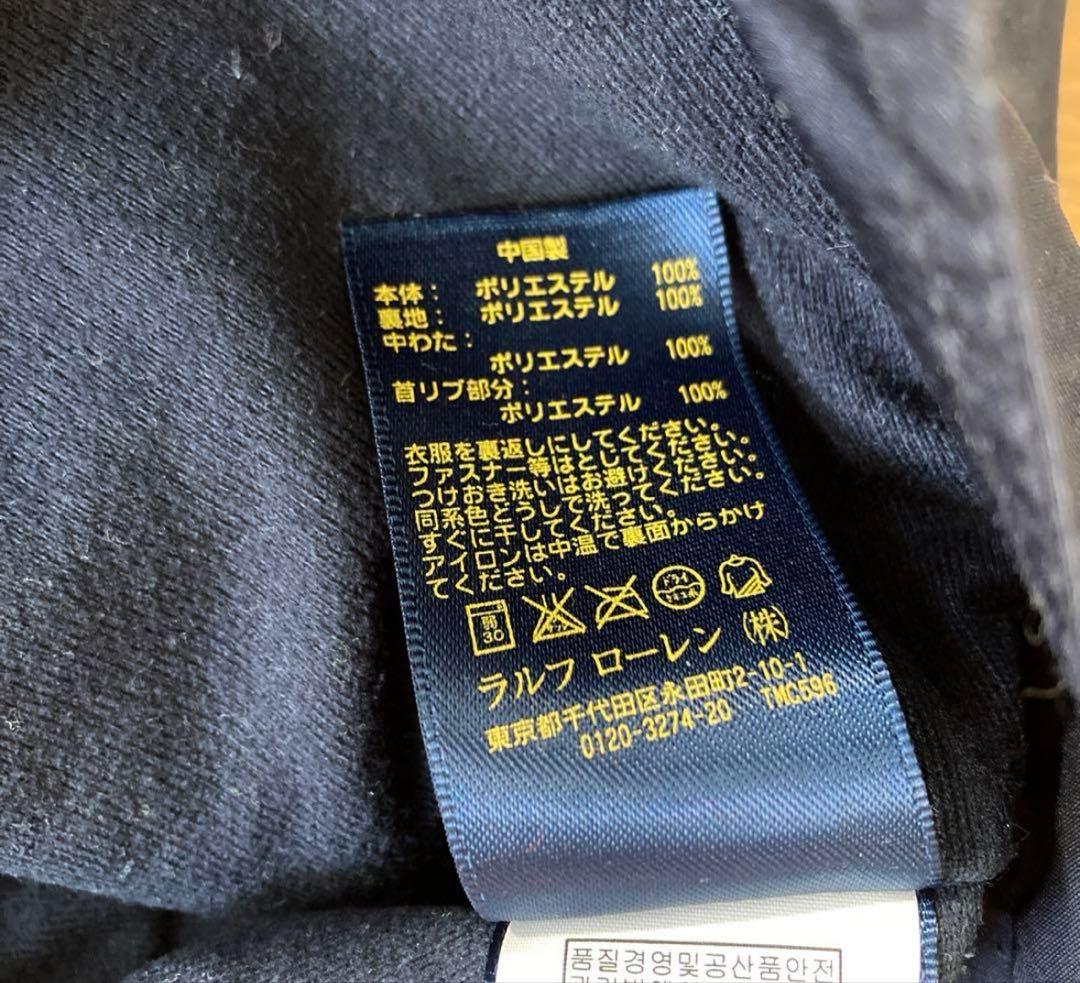 中国製
本体: ポリエステル 100%
裏地: ポリエステル 100%
中わた:
ポリエステル 100%
首リブ部分:
ポリエステル 100%
衣服を裏返しにしてください。
ファスナー等はとしてください。
つけおき洗いはお避けください。
同系色どうしで洗ってください。
すぐに干してください。
アイロンは中温で裏面からかけ
てください。
弱
30
ドライ
ラルフ ローレン (株)
東京都千代田区永田町2-10-1
0120-3274-20 TMC596
품질경영및공산품안전